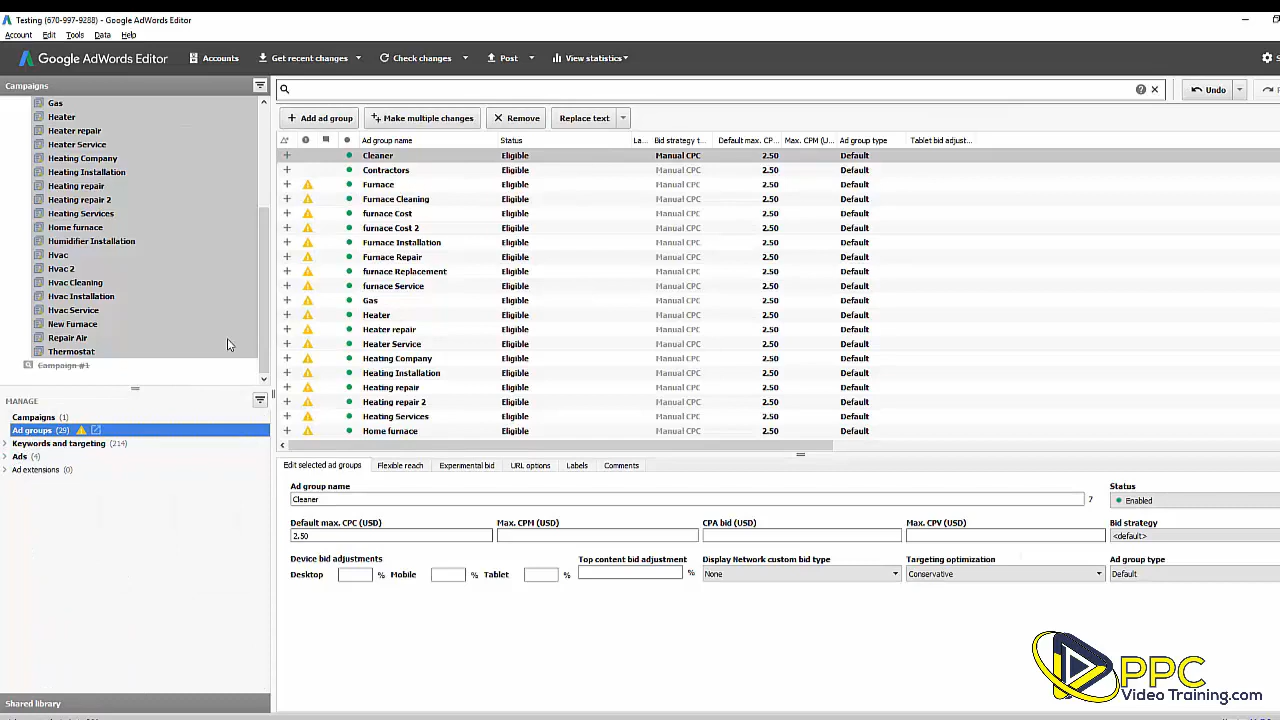 Testing (670-997-9288) - Google AdWords Editor
Account Edit Tools Data Help
Google AdWords Editor Accounts Get recent changes Check changes Post View statistics
Campaigns
Gas
Heater
Heater repair
Heater Service
Heating Company
Heating Installation
Heating repair
Heating repair 2
Heating Services
Home furnace
Humidifier Installation
Hvac
Hvac 2
Hvac Cleaning
Hvac Installation
Hvac Service
New Furnace
Repair Air
Thermostat
Campaign #1
MANAGE
Campaigns (1)
Ad groups (29)
Keywords and targeting (214)
Ads (4)
Ad extensions (0)
Shared library
Undo
Add ad group Make multiple changes Remove Replace text
Ad group name Status La... Bid strategy t... Default max. CP... Max. CPM (U... Ad group type Tablet bid adjust...
Cleaner Eligible Manual CPC 2.50 Default
Contractors Eligible Manual CPC 2.50 Default
Furnace Eligible Manual CPC 2.50 Default
Furnace Cleaning Eligible Manual CPC 2.50 Default
furnace Cost Eligible Manual CPC 2.50 Default
furnace Cost 2 Eligible Manual CPC 2.50 Default
Furnace Installation Eligible Manual CPC 2.50 Default
Furnace Repair Eligible Manual CPC 2.50 Default
furnace Replacement Eligible Manual CPC 2.50 Default
furnace Service Eligible Manual CPC 2.50 Default
Gas Eligible Manual CPC 2.50 Default
Heater Eligible Manual CPC 2.50 Default
Heater repair Eligible Manual CPC 2.50 Default
Heater Service Eligible Manual CPC 2.50 Default
Heating Company Eligible Manual CPC 2.50 Default
Heating Installation Eligible Manual CPC 2.50 Default
Heating repair Eligible Manual CPC 2.50 Default
Heating repair 2 Eligible Manual CPC 2.50 Default
Heating Services Eligible Manual CPC 2.50 Default
Home furnace Eligible Manual CPC 2.50 Default
Edit selected ad groups Flexible reach Experimental bid URL options Labels Comments
Ad group name Status
Cleaner 7 Enabled
Default max. CPC (USD) Max. CPM (USD) CPA bid (USD) Max. CPV (USD) Bid strategy
2.50 <default>
Device bid adjustments Top content bid adjustment Display Network custom bid type Targeting optimization Ad group type
Desktop % Mobile % Tablet % % None Conservative Default
PPC
Video Training.com